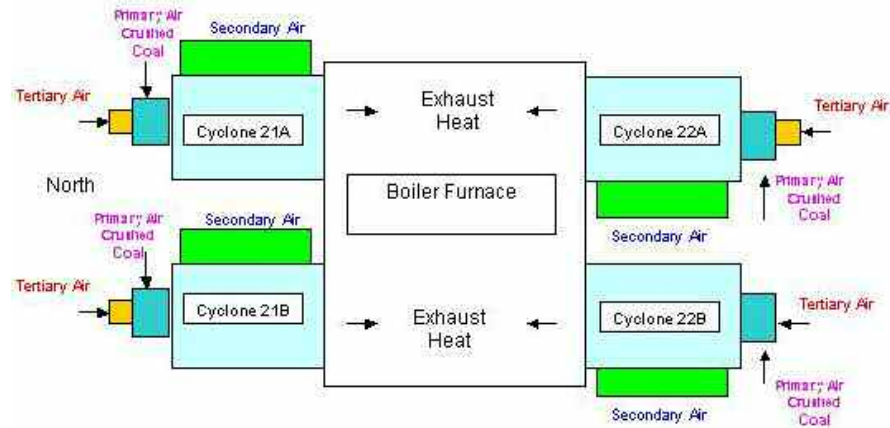 Primary Air
Crushed
Coal
Secondary Air
Tertiary Air
Cyclone 21A
Exhaust
Heat
Cyclone 22A
Tertiary Air
North
Boiler Furnace
Primary Air
Crushed
Coal
Primary Air
Crushed
Coal
Secondary Air
Secondary Air
Tertiary Air
Cyclone 21B
Exhaust
Heat
Cyclone 22B
Tertiary Air
Primary Air
Crushed
Coal
Secondary Air